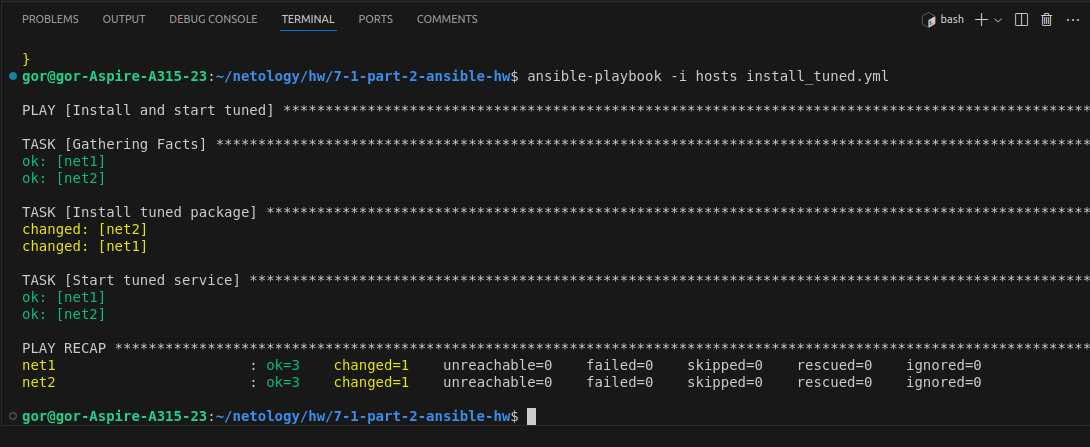 PROBLEMS OUTPUT DEBUG CONSOLE TERMINAL PORTS COMMENTS bash
}
gor@gor-Aspire-A315-23:~/netology/hw/7-1-part-2-ansible-hw$ ansible-playbook -i hosts install_tuned.yml
PLAY [Install and start tuned] ************************************************************************************************
TASK [Gathering Facts] ********************************************************************************************************
ok: [net1]
ok: [net2]
TASK [Install tuned package] **************************************************************************************************
changed: [net2]
changed: [net1]
TASK [Start tuned service] ****************************************************************************************************
ok: [net1]
ok: [net2]
PLAY RECAP ********************************************************************************************************************
net1 : ok=3 changed=1 unreachable=0 failed=0 skipped=0 rescued=0 ignored=0
net2 : ok=3 changed=1 unreachable=0 failed=0 skipped=0 rescued=0 ignored=0
gor@gor-Aspire-A315-23:~/netology/hw/7-1-part-2-ansible-hw$